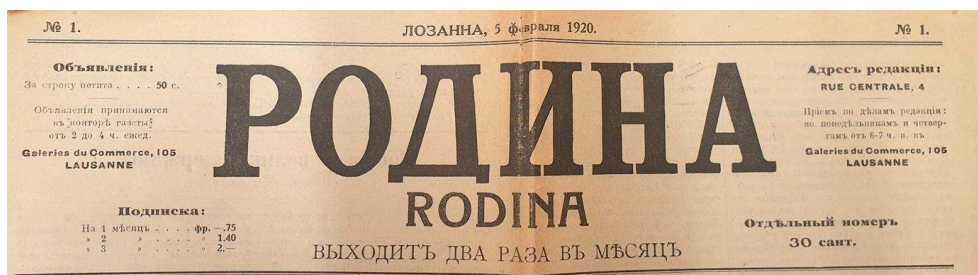 № 1.
ЛОЗАННА, 5 февраля 1920.
№ 1.
Объявленія:
За строку петита . . . . 50 с.
Объявленія принимаются
въ конторѣ газеты
отъ 2 до 4 ч. ежед.
Galeries du Commerce, 105
LAUSANNE
Подписка:
На 1 мѣсяцъ . . . . фр. —.75
» 2 » . . . . » 1.40
» 3 » . . . . » 2.—
РОДИНА
RODINA
ВЫХОДИТЪ ДВА РАЗА ВЪ МѢСЯЦЪ
Адресъ редакціи:
RUE CENTRALE, 4
Пріемъ по дѣламъ редакціи:
по понедѣльникамъ и четвер-
гамъ отъ 6-7 ч. в. въ
Galeries du Commerce, 105
LAUSANNE
Отдѣльный номеръ
30 сант.